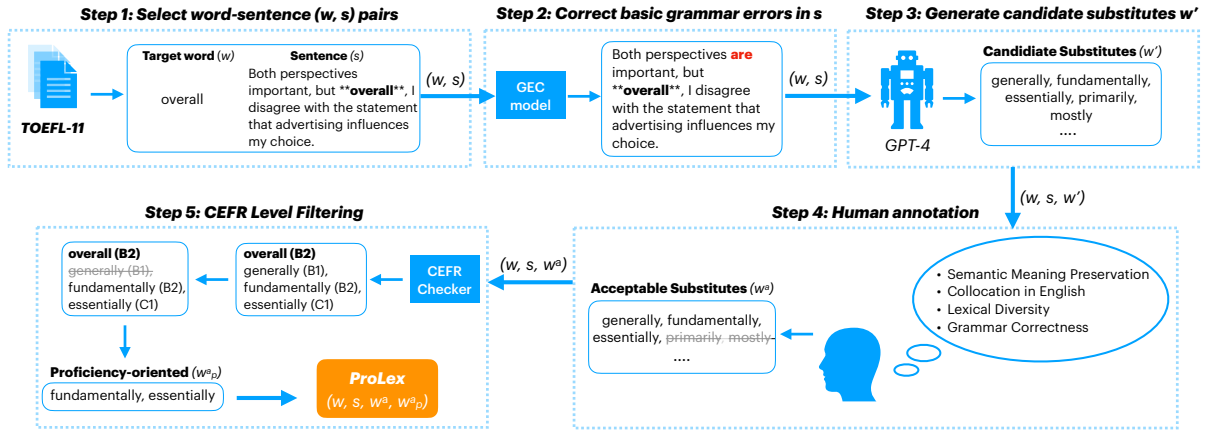 Step 1: Select word-sentence (w, s) pairs
Target word (w)
Sentence (s)
overall
Both perspectives
important, but **overall**, I
disagree with the statement
that advertising influences
my choice.
TOEFL-11
(w, s)
Step 2: Correct basic grammar errors in s
GEC
model
Both perspectives are
important, but
**overall**, I disagree
with the statement that
advertising influences my
choice.
(w, s)
Step 3: Generate candidate substitutes w'
GPT-4
Candidiate Substitutes (w')
generally, fundamentally,
essentially, primarily,
mostly
....
(w, s, w')
Step 4: Human annotation
• Semantic Meaning Preservation
• Collocation in English
• Lexical Diversity
• Grammar Correctness
Acceptable Substitutes (wᵃ)
generally, fundamentally,
essentially, primarily, mostly-
....
(w, s, wᵃ)
Step 5: CEFR Level Filtering
CEFR
Checker
overall (B2)
generally (B1),
fundamentally (B2),
essentially (C1)
overall (B2)
generally (B1),
fundamentally (B2),
essentially (C1)
Proficiency-oriented (wᵃₚ)
fundamentally, essentially
ProLex
(w, s, wᵃ, wᵃₚ)